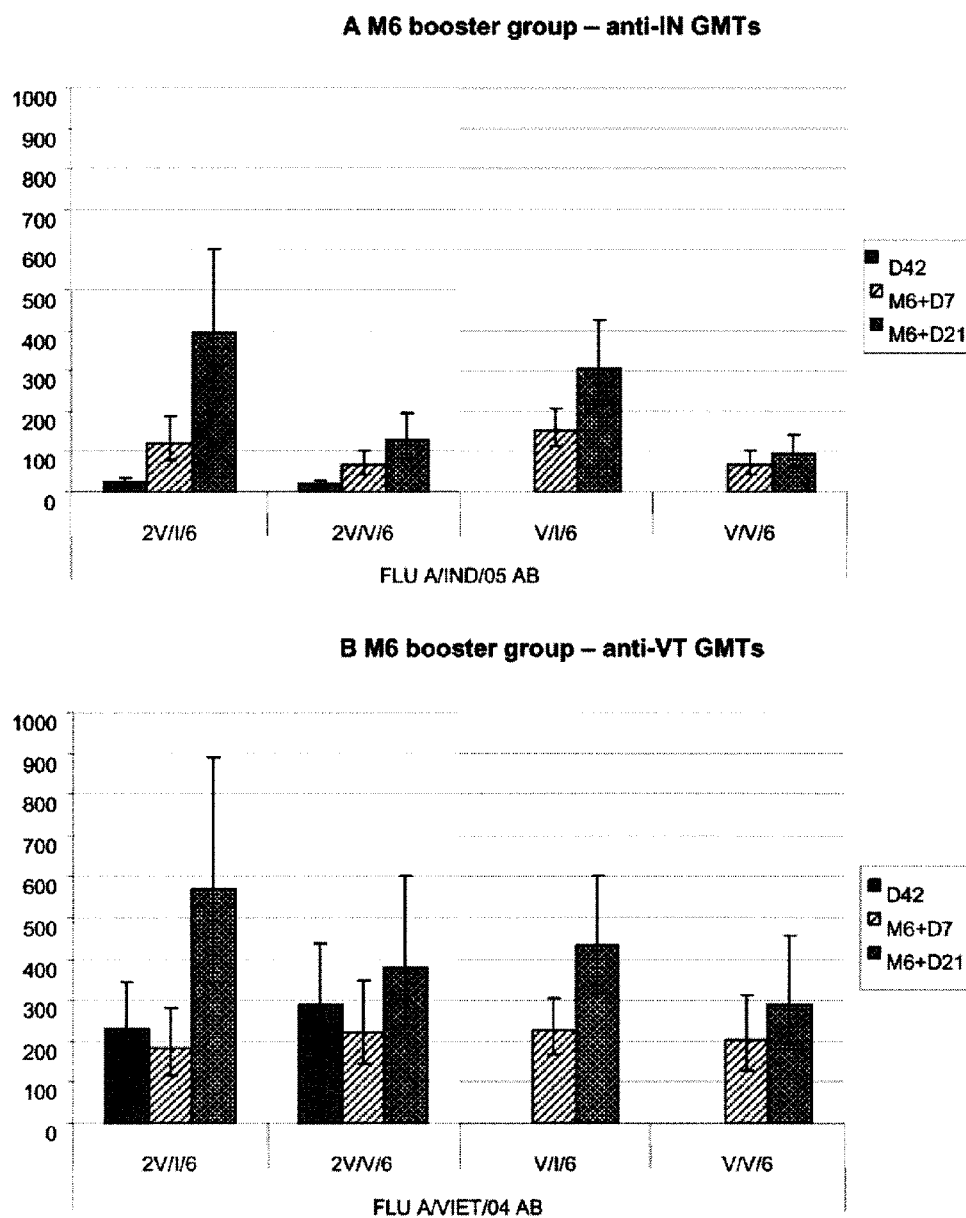 A M6 booster group – anti-IN GMTs
1000
900
800
700
600
500
400
300
200
100
0
D42
M6+D7
M6+D21
2V/I/6 2V/V/6 V/I/6 V/V/6
FLU A/IND/05 AB
B M6 booster group – anti-VT GMTs
1000
900
800
700
600
500
400
300
200
100
0
D42
M6+D7
M6+D21
2V/I/6 2V/V/6 V/I/6 V/V/6
FLU A/VIET/04 AB